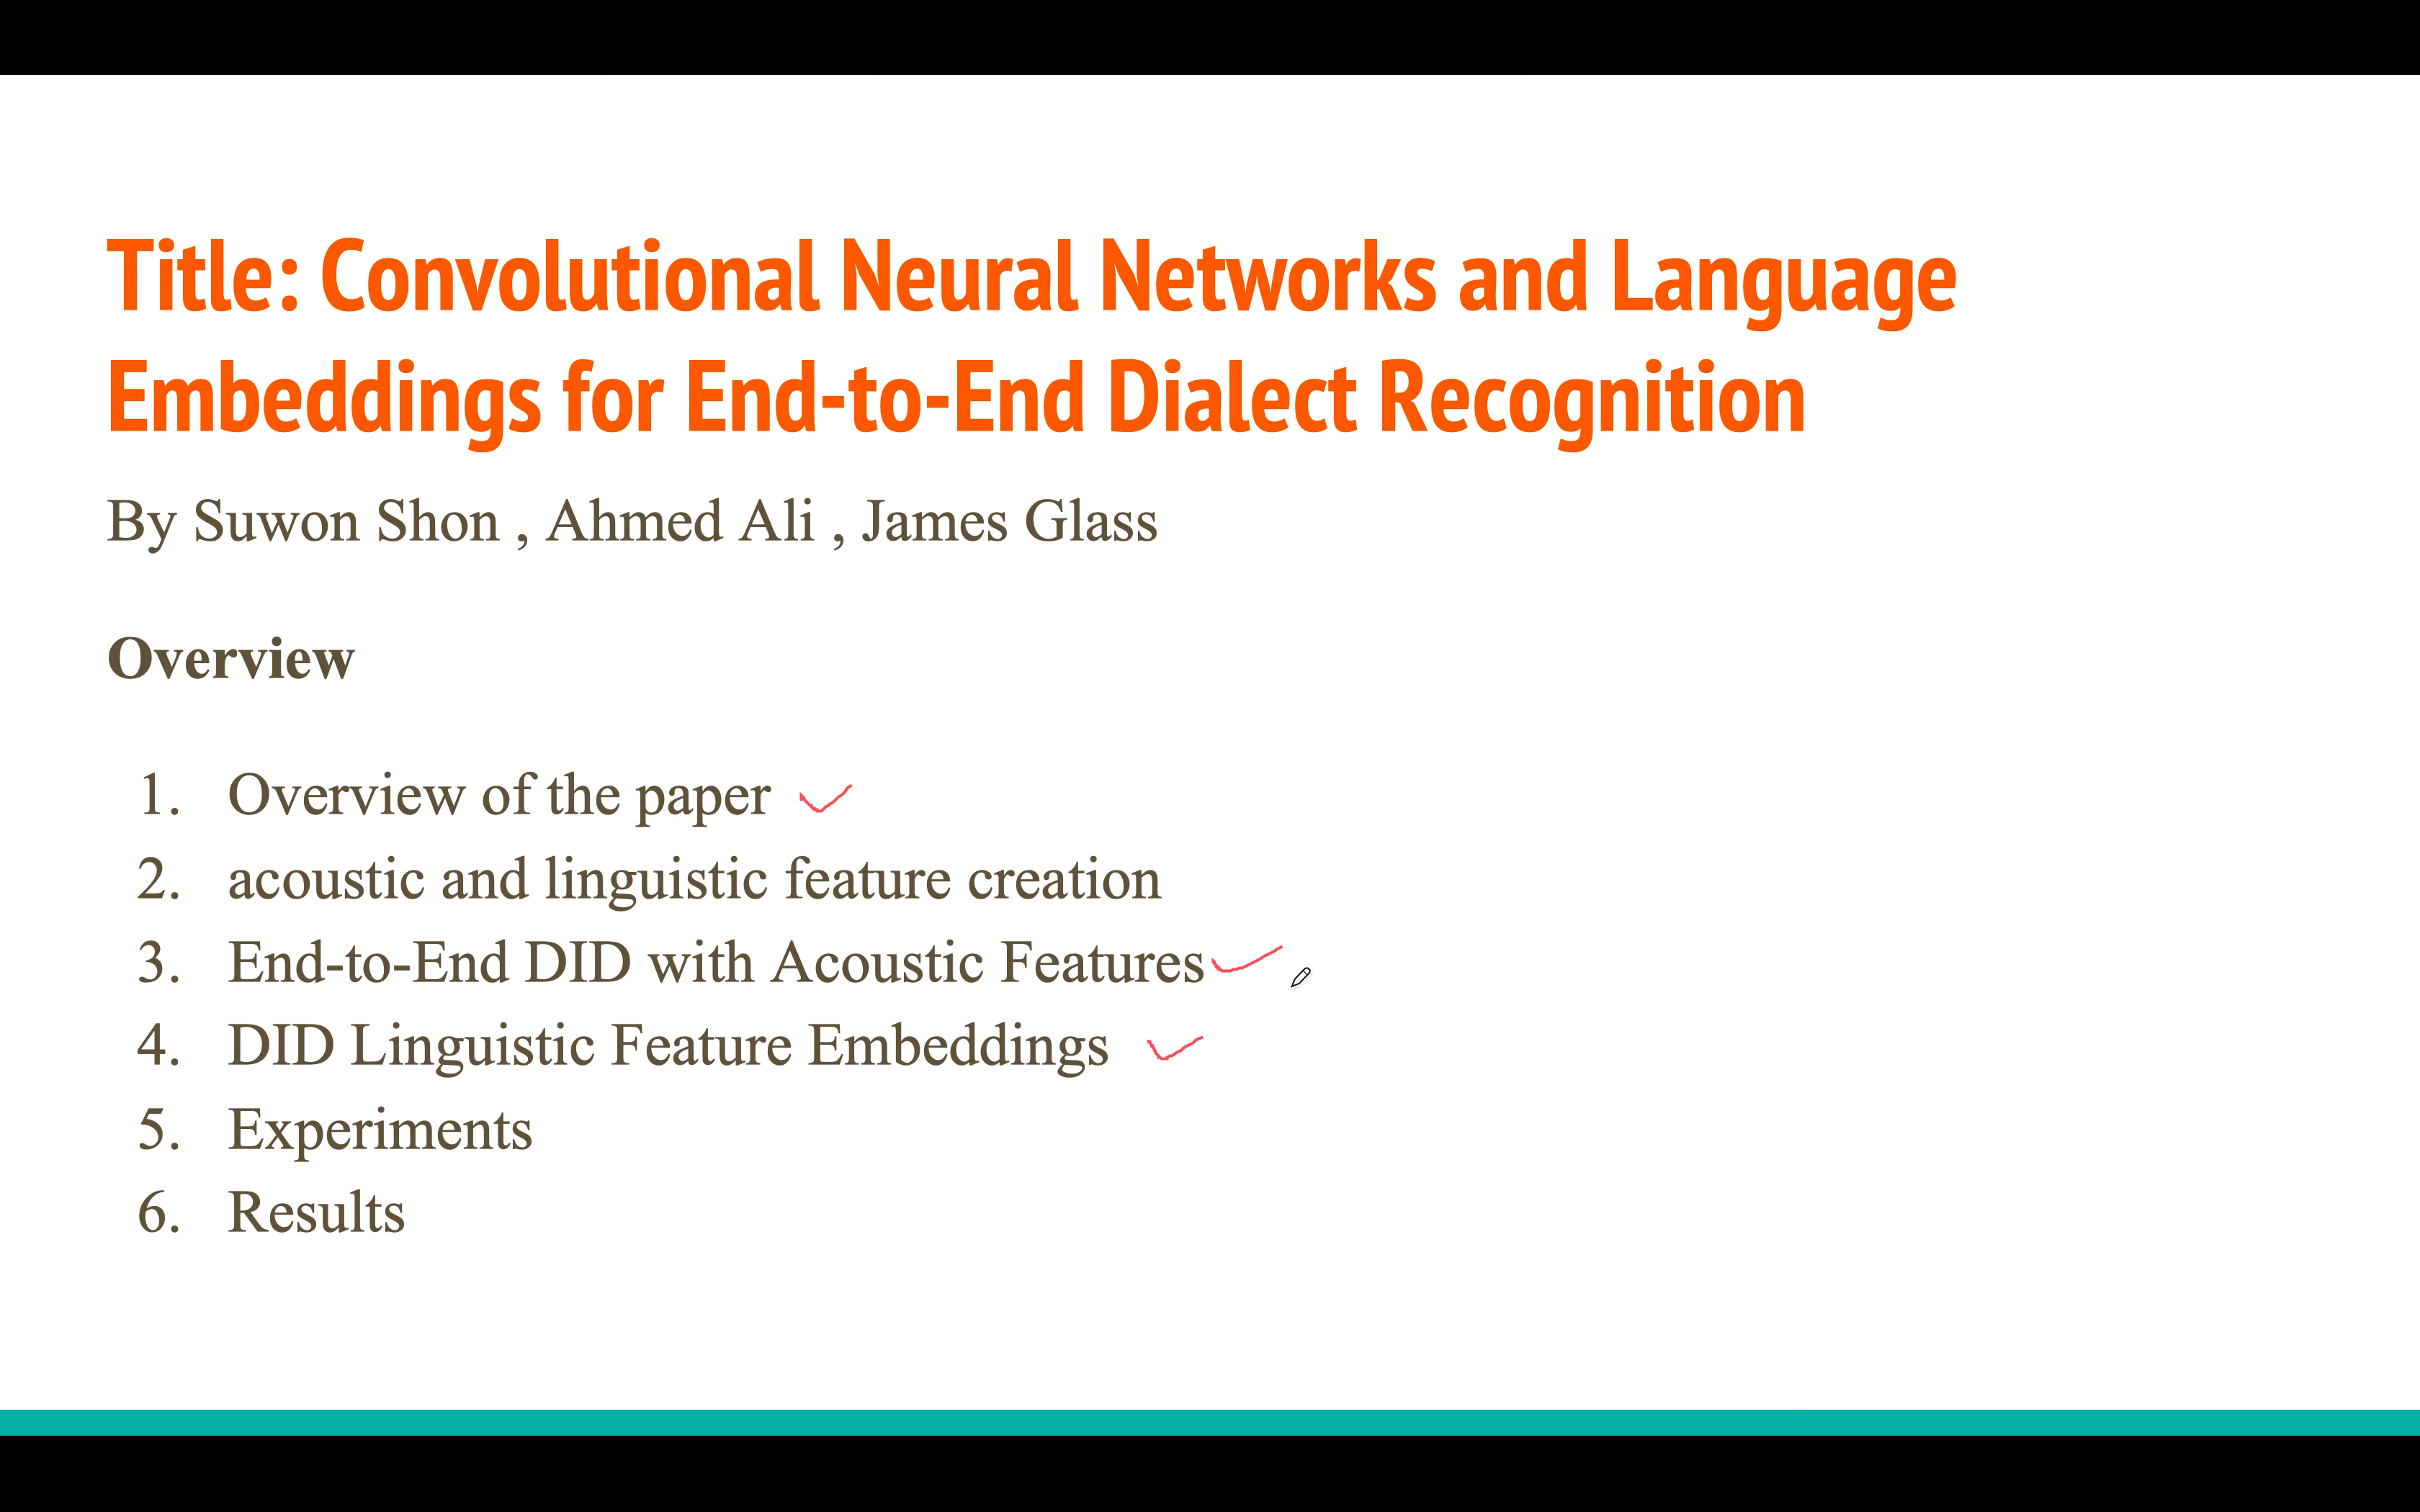 Title: Convolutional Neural Networks and Language
Embeddings for End-to-End Dialect Recognition
By Suwon Shon , Ahmed Ali , James Glass
Overview
1. Overview of the paper
2. acoustic and linguistic feature creation
3. End-to-End DID with Acoustic Features
4. DID Linguistic Feature Embeddings
5. Experiments
6. Results